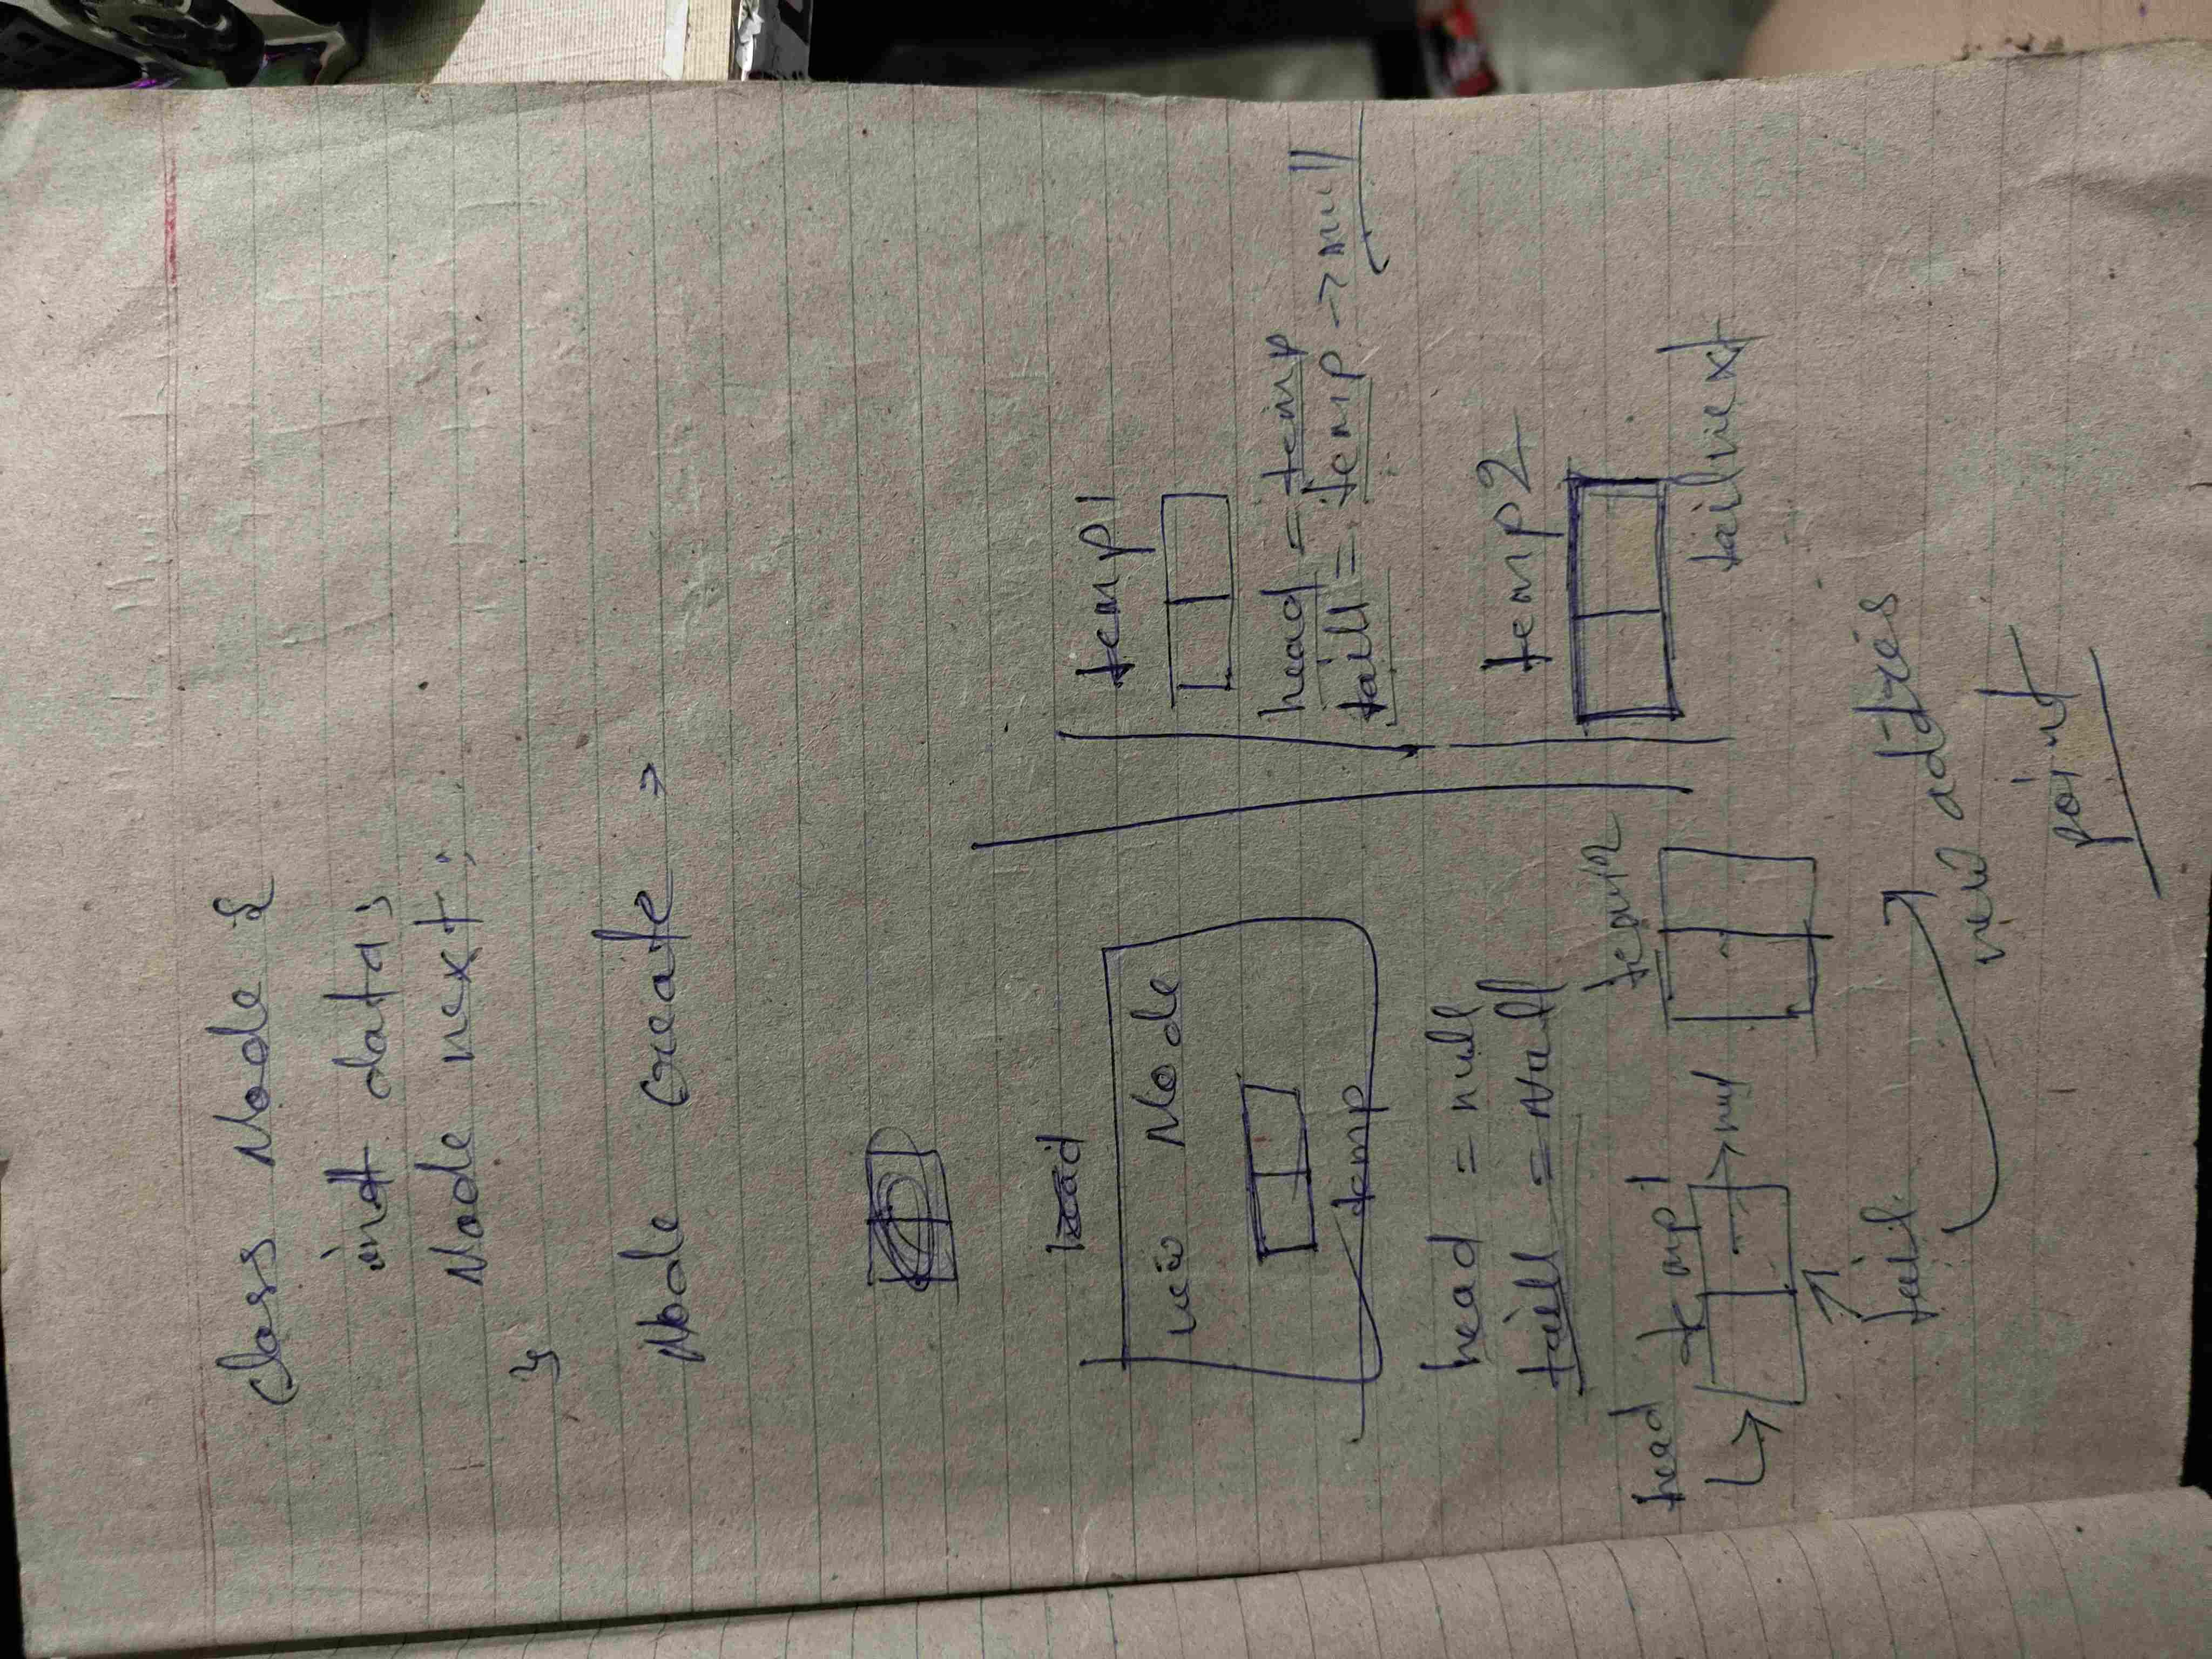 class Node {
int data;
Node next;
}
Node create >
head
new Node
temp
head = null
taill = Null
head
temp1
null
temp2
tail
new addtres
point
temp1
head = temp
taill = temp → null
temp2
tailnext